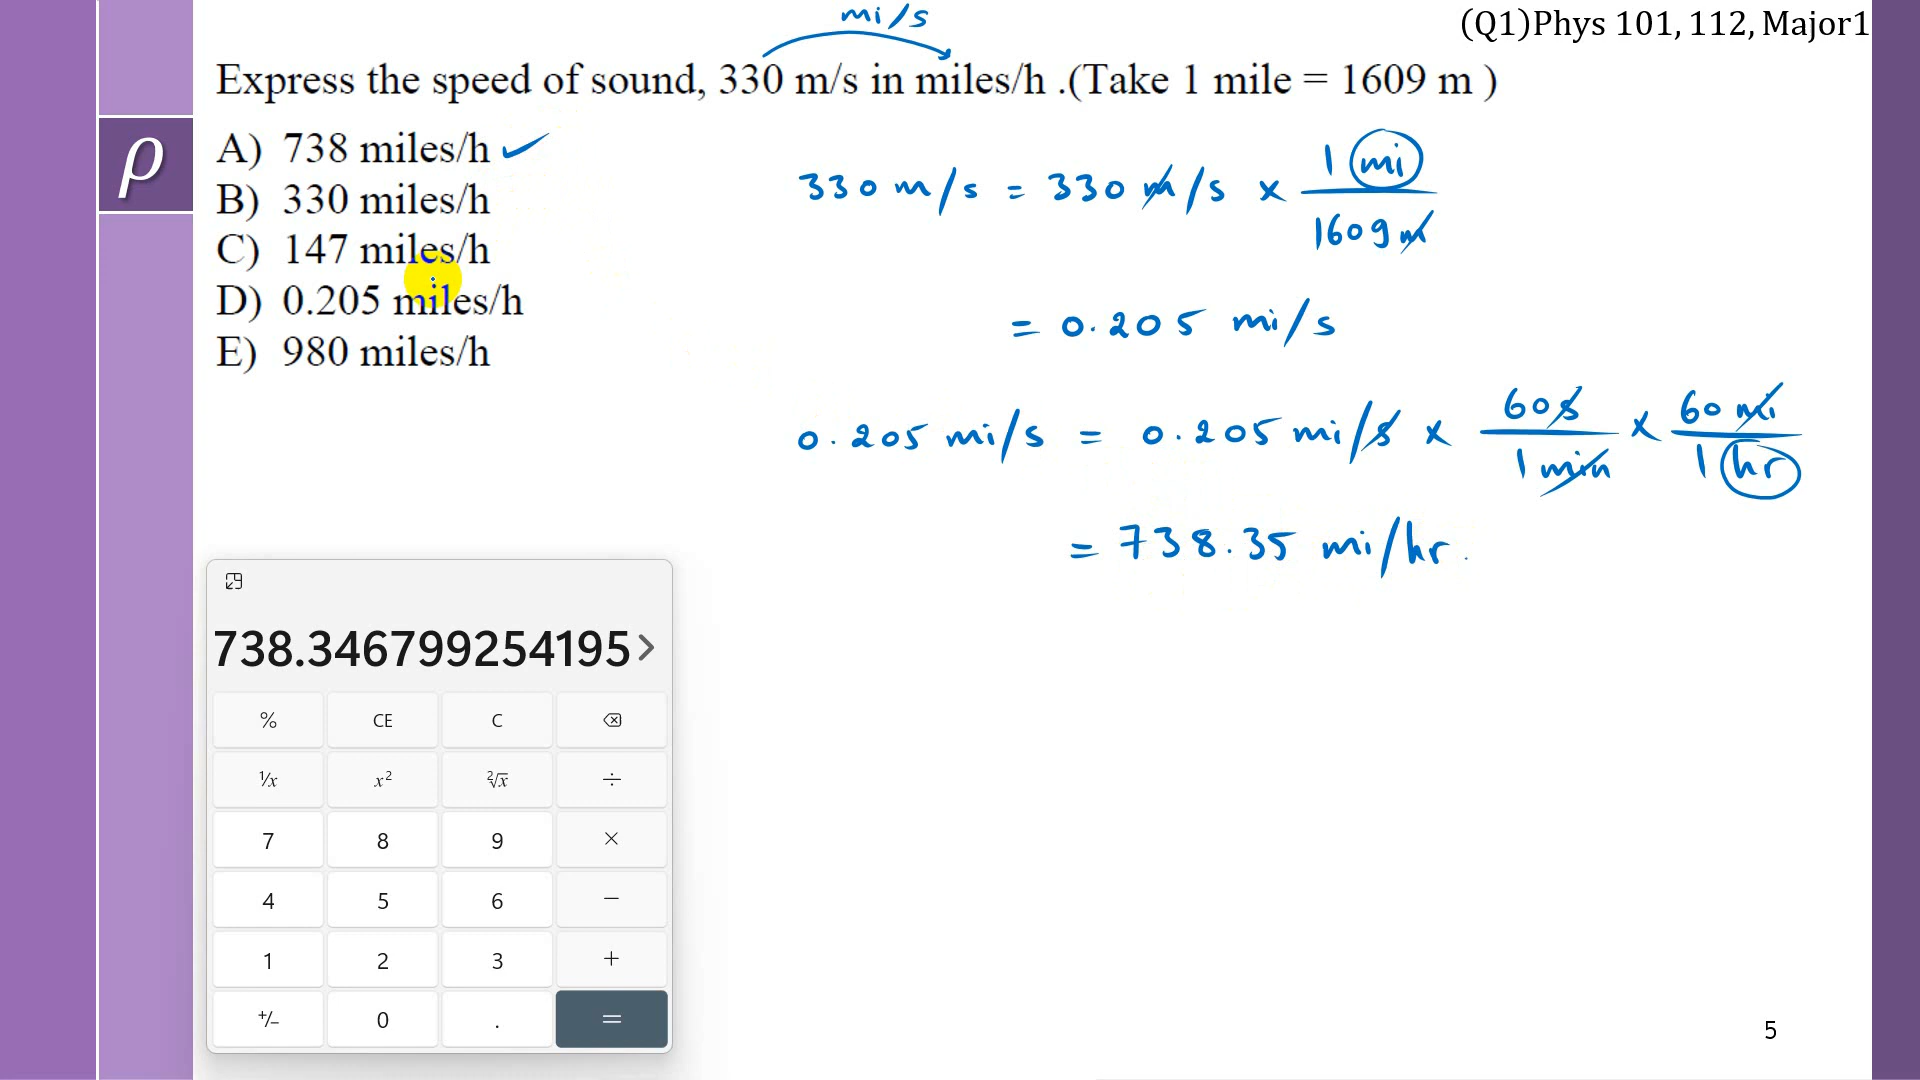 (Q1)Phys 101, 112, Major1
mi/s
Express the speed of sound, 330 m/s in miles/h .(Take 1 mile = 1609 m )
A) 738 miles/h
B) 330 miles/h
C) 147 miles/h
D) 0.205 miles/h
E) 980 miles/h
ρ
330 m/s = 330 m/s × 1 mi / 1609 m
= 0.205 mi/s
0.205 mi/s = 0.205 mi/s × 60 s / 1 min × 60 mi / 1 hr
= 738.35 mi/hr.
738.346799254195
% CE C
1/x x² ²√x ÷
7 8 9 ×
4 5 6 −
1 2 3 +
+/− 0 . =
5